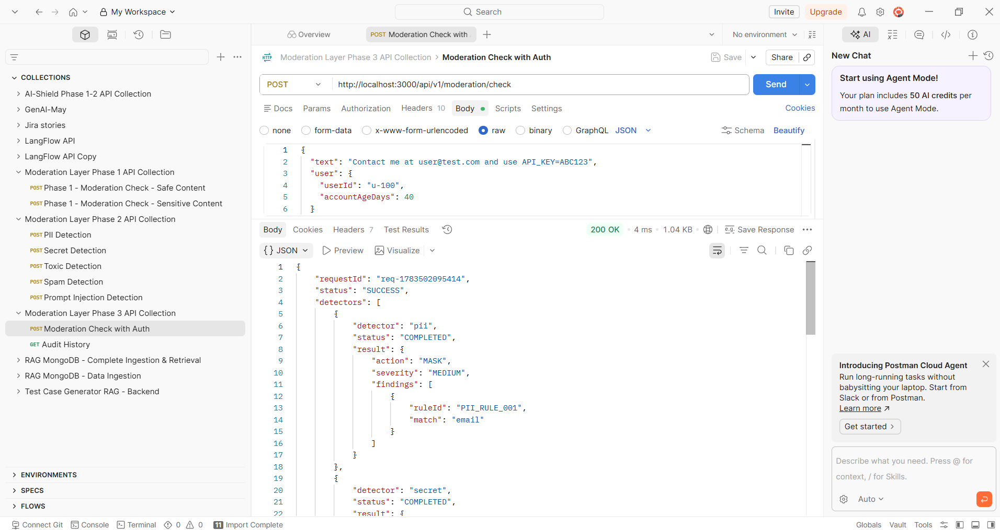 My Workspace
Search
Invite
Upgrade
COLLECTIONS
AI-Shield Phase 1-2 API Collection
GenAI-May
Jira stories
LangFlow API
LangFlow API Copy
Moderation Layer Phase 1 API Collection
POST Phase 1 - Moderation Check - Safe Content
POST Phase 1 - Moderation Check - Sensitive Content
Moderation Layer Phase 2 API Collection
POST PII Detection
POST Secret Detection
POST Toxic Detection
POST Spam Detection
POST Prompt Injection Detection
Moderation Layer Phase 3 API Collection
POST Moderation Check with Auth
GET Audit History
RAG MongoDB - Complete Ingestion & Retrieval
RAG MongoDB - Data Ingestion
Test Case Generator RAG - Backend
ENVIRONMENTS
SPECS
FLOWS
Overview
POST Moderation Check with
No environment
HTTP Moderation Layer Phase 3 API Collection > Moderation Check with Auth
Save
Share
POST
http://localhost:3000/api/v1/moderation/check
Send
Docs Params Authorization Headers 10 Body Scripts Settings
Cookies
none form-data x-www-form-urlencoded raw binary GraphQL JSON
Schema Beautify
1 {
2 "text": "Contact me at user@test.com and use API_KEY=ABC123",
3 "user": {
4 "userId": "u-100",
5 "accountAgeDays": 40
6 }
Body Cookies Headers 7 Test Results
200 OK • 4 ms • 1.04 KB •
e.g. Save Response
{} JSON Preview Visualize
1 {
2 "requestId": "req-1783502095414",
3 "status": "SUCCESS",
4 "detectors": [
5 {
6 "detector": "pii",
7 "status": "COMPLETED",
8 "result": {
9 "action": "MASK",
10 "severity": "MEDIUM",
11 "findings": [
12 {
13 "ruleId": "PII_RULE_001",
14 "match": "email"
15 }
16 ]
17 }
18 },
19 {
20 "detector": "secret",
21 "status": "COMPLETED",
22 "result": {
AI
New Chat
Start using Agent Mode!
Your plan includes 50 AI credits per
month to use Agent Mode.
Introducing Postman Cloud Agent
Run long-running tasks without
babysitting your laptop. Start from
Slack or from Postman.
Learn more
Get started
Describe what you need. Press @ for
context, / for Skills.
Auto
Connect Git Console Terminal 0 0 11 Import Complete
Globals Vault Tools